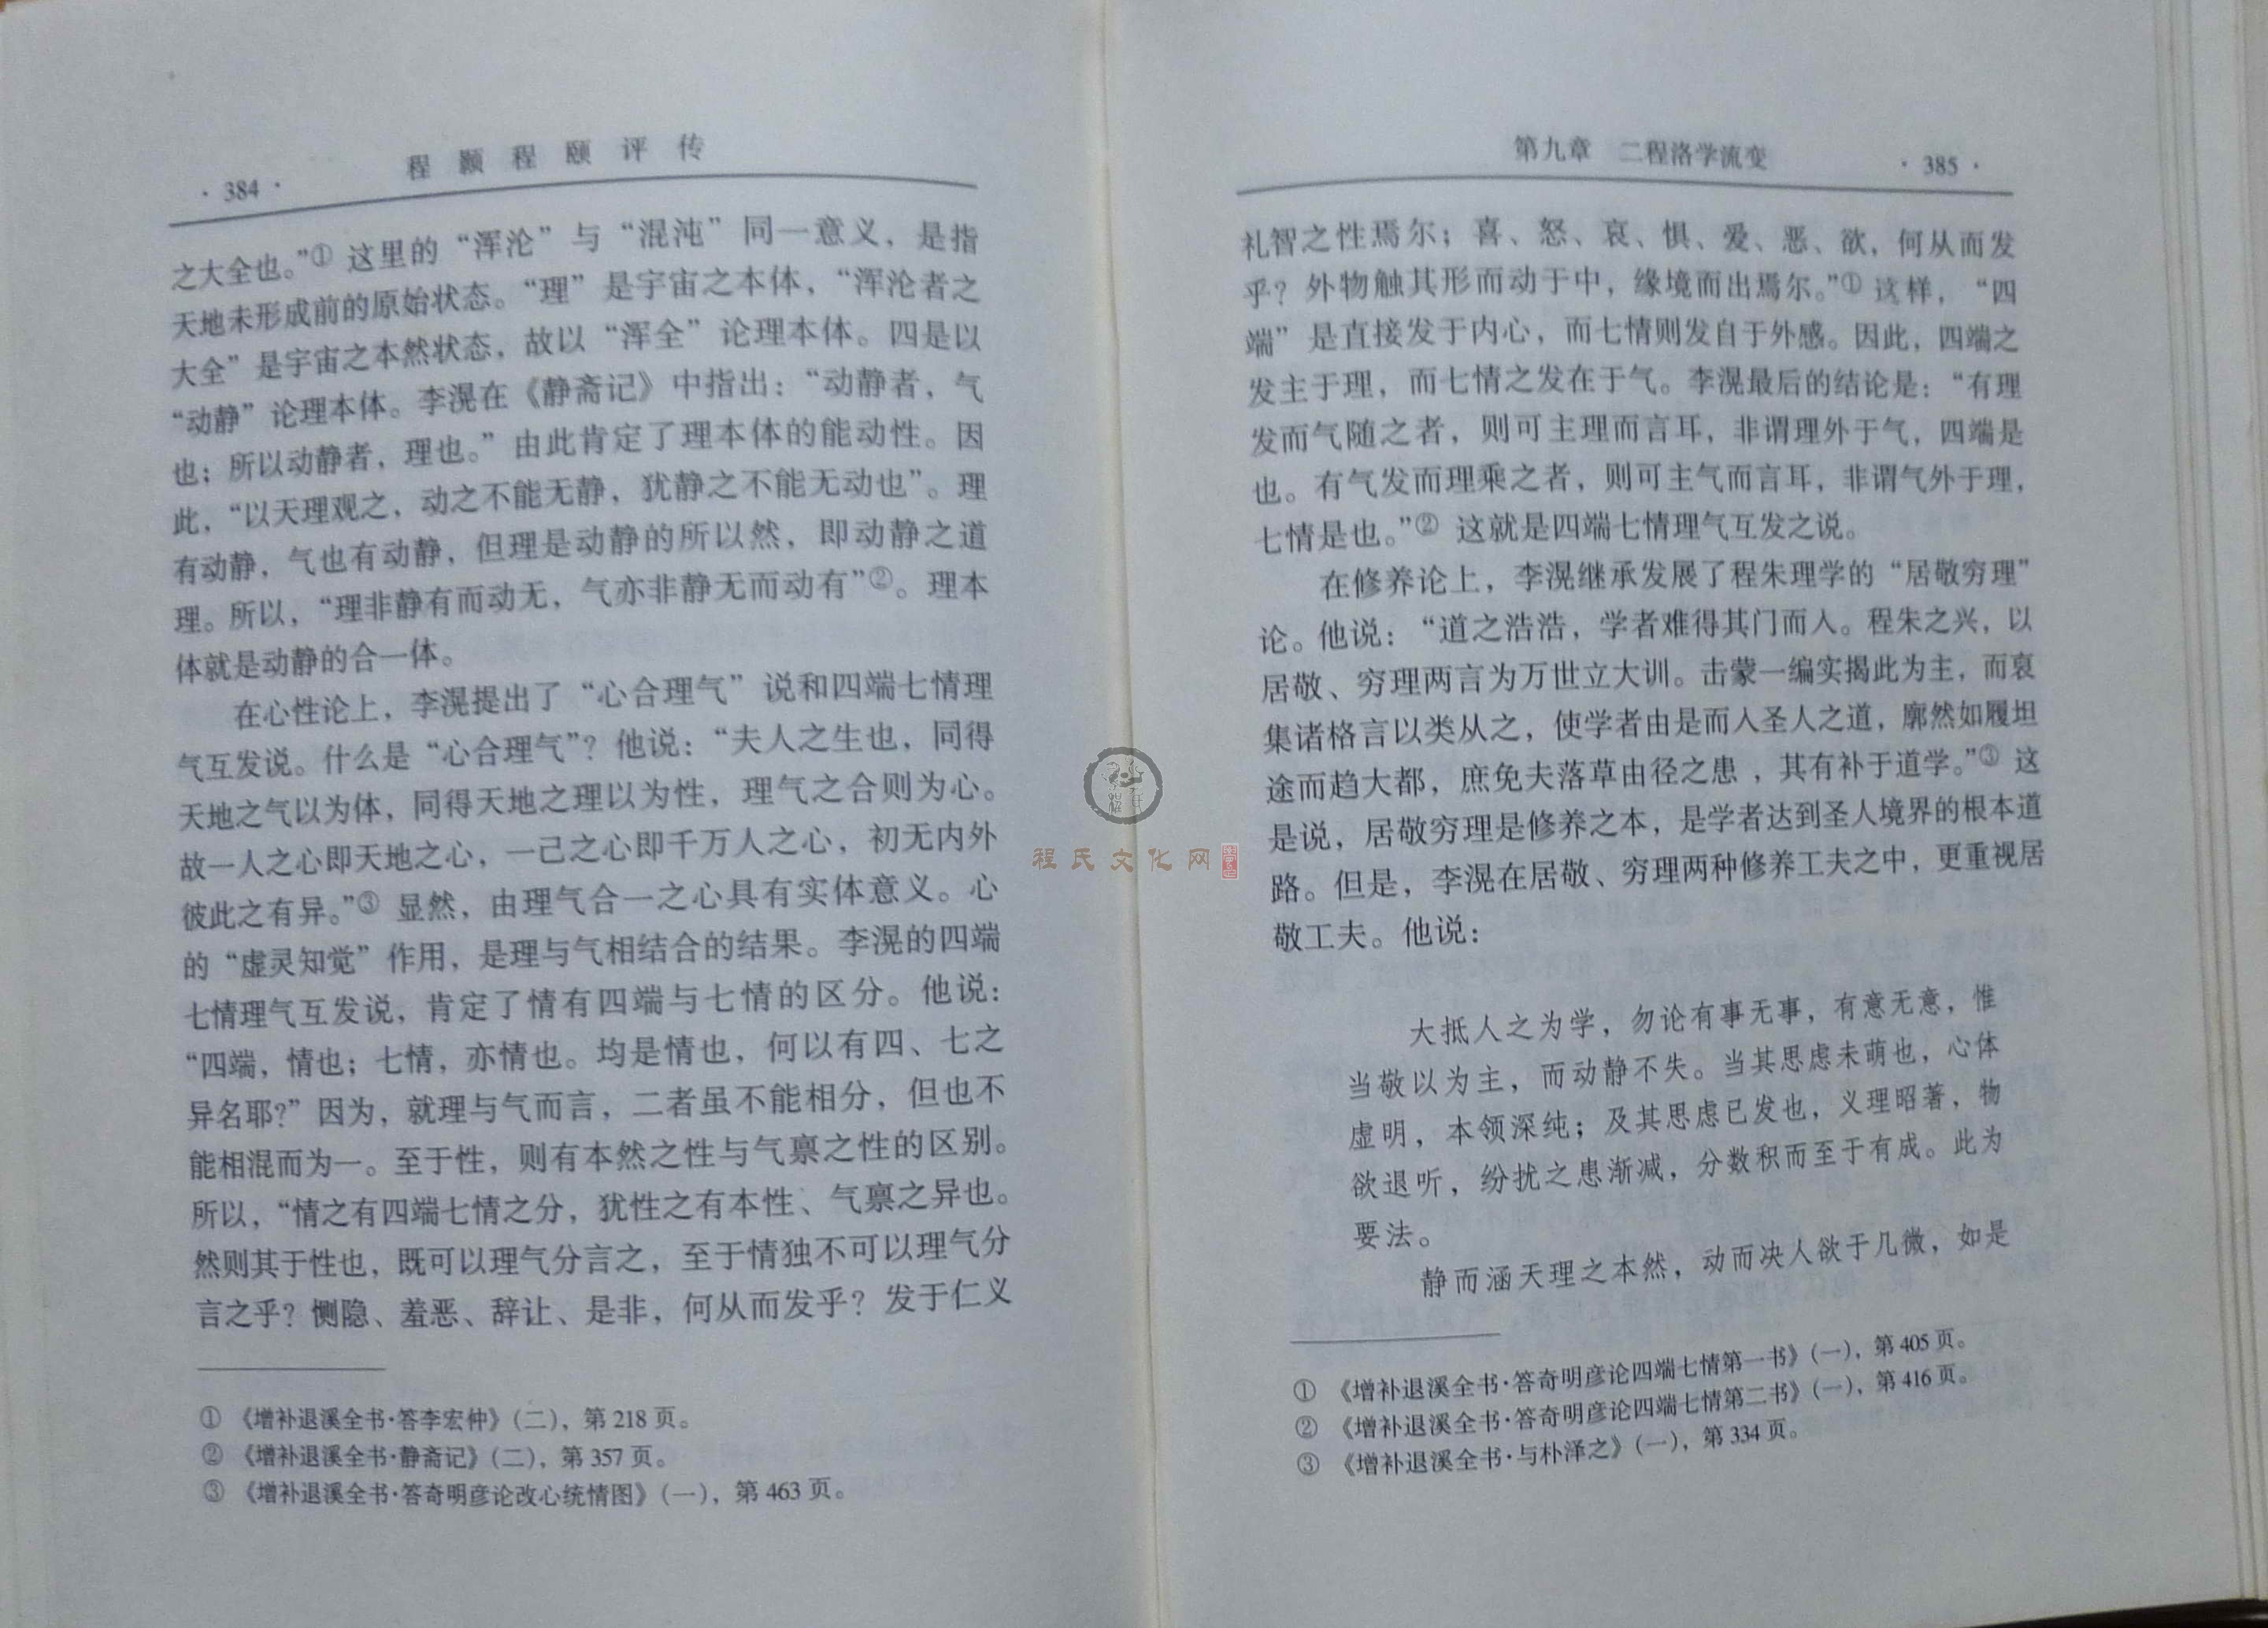 · 384 ·
程颢程颐评传
之大全也。”① 这里的“浑沦”与“混沌”同一意义，是指
天地未形成前的原始状态。“理”是宇宙之本体，“浑沦者之
大全”是宇宙之本然状态，故以“浑全”论理本体。四是以
“动静”论理本体。李滉在《静斋记》中指出：“动静者，气
也；所以动静者，理也。”由此肯定了理本体的能动性。因
此，“以天理观之，动之不能无静，犹静之不能无动也”。理
有动静，气也有动静，但理是动静的所以然，即动静之道
理。所以，“理非静有而动无，气亦非静无而动有”②。理本
体就是动静的合一体。
在心性论上，李滉提出了“心合理气”说和四端七情理
气互发说。什么是“心合理气”？他说：“夫人之生也，同得
天地之气以为体，同得天地之理以为性，理气之合则为心。
故一人之心即天地之心，一己之心即千万人之心，初无内外
彼此之有异。”③ 显然，由理气合一之心具有实体意义。心
的“虚灵知觉”作用，是理与气相结合的结果。李滉的四端
七情理气互发说，肯定了情有四端与七情的区分。他说：
“四端，情也；七情，亦情也。均是情也，何以有四、七之
异名耶？”因为，就理与气而言，二者虽不能相分，但也不
能相混而为一。至于性，则有本然之性与气禀之性的区别。
所以，“情之有四端七情之分，犹性之有本性、气禀之异也。
然则其于性也，既可以理气分言之，至于情独不可以理气分
言之乎？恻隐、羞恶、辞让、是非，何从而发乎？发于仁义
① 《增补退溪全书·答李宏仲》（二），第 218 页。
② 《增补退溪全书·静斋记》（二），第 357 页。
③ 《增补退溪全书·答奇明彦论改心统情图》（一），第 463 页。
程氏文化网
第九章 二程洛学流变
· 385 ·
礼智之性焉尔；喜、怒、哀、惧、爱、恶、欲，何从而发
乎？外物触其形而动于中，缘境而出焉尔。”① 这样，“四
端”是直接发于内心，而七情则发自于外感。因此，四端之
发主于理，而七情之发在于气。李滉最后的结论是：“有理
发而气随之者，则可主理而言耳，非谓理外于气，四端是
也。有气发而理乘之者，则可主气而言耳，非谓气外于理，
七情是也。”② 这就是四端七情理气互发之说。
在修养论上，李滉继承发展了程朱理学的“居敬穷理”
论。他说：“道之浩浩，学者难得其门而人。程朱之兴，以
居敬、穷理两言为万世立大训。击蒙一编实揭此为主，而哀
集诸格言以类从之，使学者由是而入圣人之道，廓然如履坦
途而趋大都，庶免夫落草由径之患，其有补于道学。”③ 这
是说，居敬穷理是修养之本，是学者达到圣人境界的根本道
路。但是，李滉在居敬、穷理两种修养工夫之中，更重视居
敬工夫。他说：
大抵人之为学，勿论有事无事，有意无意，惟
当敬以为主，而动静不失。当其思虑未萌也，心体
虚明，本领深纯；及其思虑已发也，义理昭著，物
欲退听，纷扰之患渐减，分数积而至于有成。此为
要法。
静而涵天理之本然，动而决人欲于几微，如是
① 《增补退溪全书·答奇明彦论四端七情第一书》（一），第 405 页。
② 《增补退溪全书·答奇明彦论四端七情第二书》（一），第 416 页。
③ 《增补退溪全书·与朴泽之》（一），第 334 页。